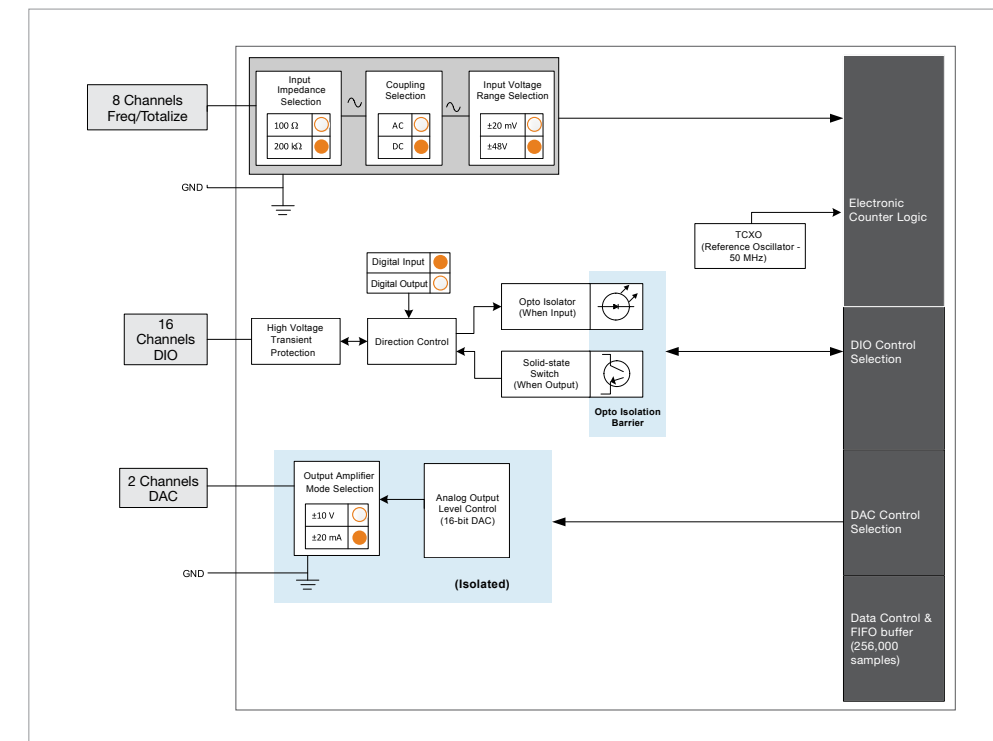 8 Channels
Freq/Totalize
Input
Impedance
Selection
100 Ω
200 kΩ
Coupling
Selection
AC
DC
Input Voltage
Range Selection
±20 mV
±48V
GND
Electronic
Counter Logic
TCXO
(Reference Oscillator -
50 MHz)
Digital Input
Digital Output
16
Channels
DIO
High Voltage
Transient
Protection
Direction Control
Opto Isolator
(When Input)
Solid-state
Switch
(When Output)
Opto Isolation
Barrier
DIO Control
Selection
2 Channels
DAC
Output Amplifier
Mode Selection
±10 V
±20 mA
Analog Output
Level Control
(16-bit DAC)
GND
(Isolated)
DAC Control
Selection
Data Control &
FIFO buffer
(256,000
samples)